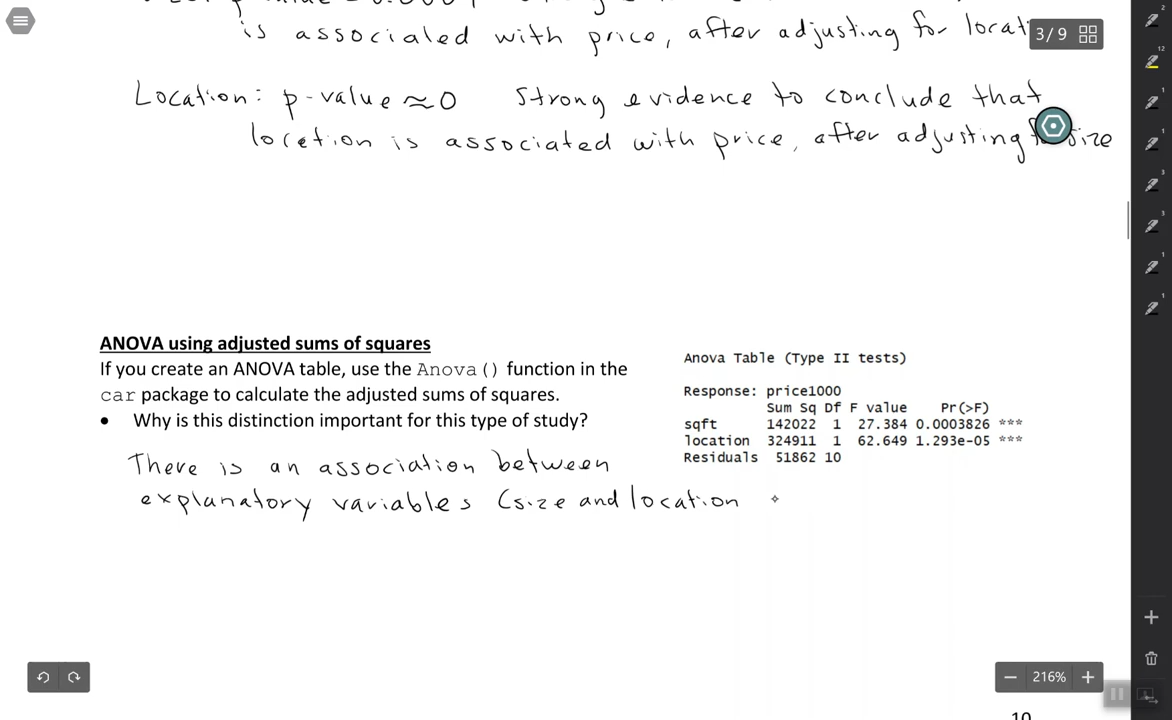 is associated with price, after adjusting for locati
3/9
Location: p-value ≈ 0 Strong evidence to conclude that
location is associated with price, after adjusting size
ANOVA using adjusted sums of squares
If you create an ANOVA table, use the Anova() function in the
car package to calculate the adjusted sums of squares.
• Why is this distinction important for this type of study?
There is an association between
explanatory variables (size and location
Anova Table (Type II tests)
Response: price1000
Sum Sq Df F value Pr(>F)
sqft 142022 1 27.384 0.0003826 ***
location 324911 1 62.649 1.293e-05 ***
Residuals 51862 10
216%